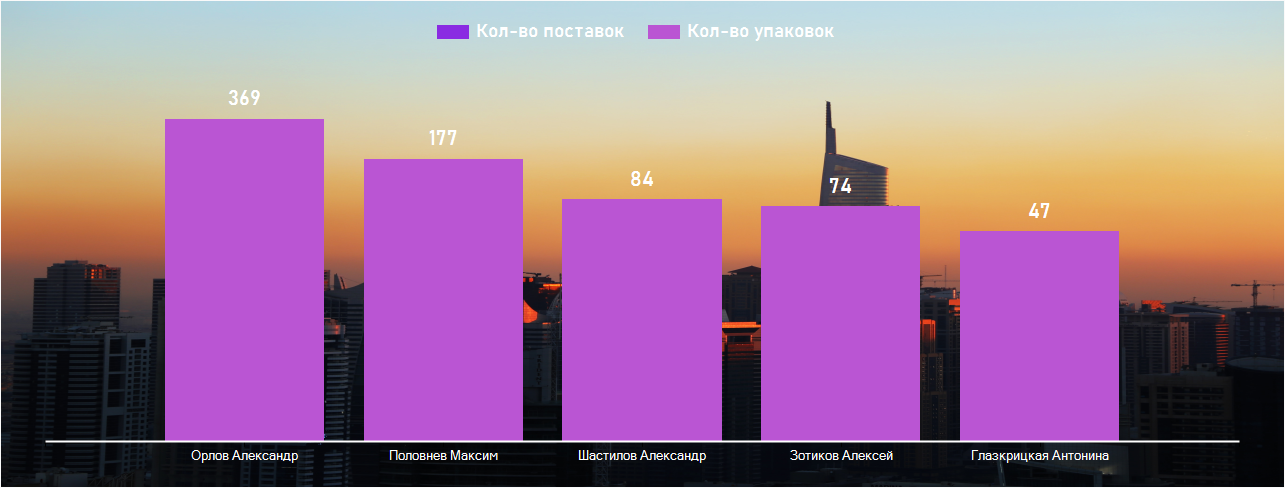 Кол-во поставок Кол-во упаковок
369
177
84
74
47
Орлов Александр Половнев Максим Шастилов Александр Зотиков Алексей Глазкрицкая Антонина